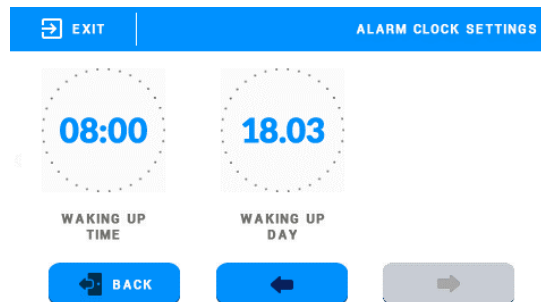 EXIT
ALARM CLOCK SETTINGS
08:00
18.03
WAKING UP
TIME
WAKING UP
DAY
BACK